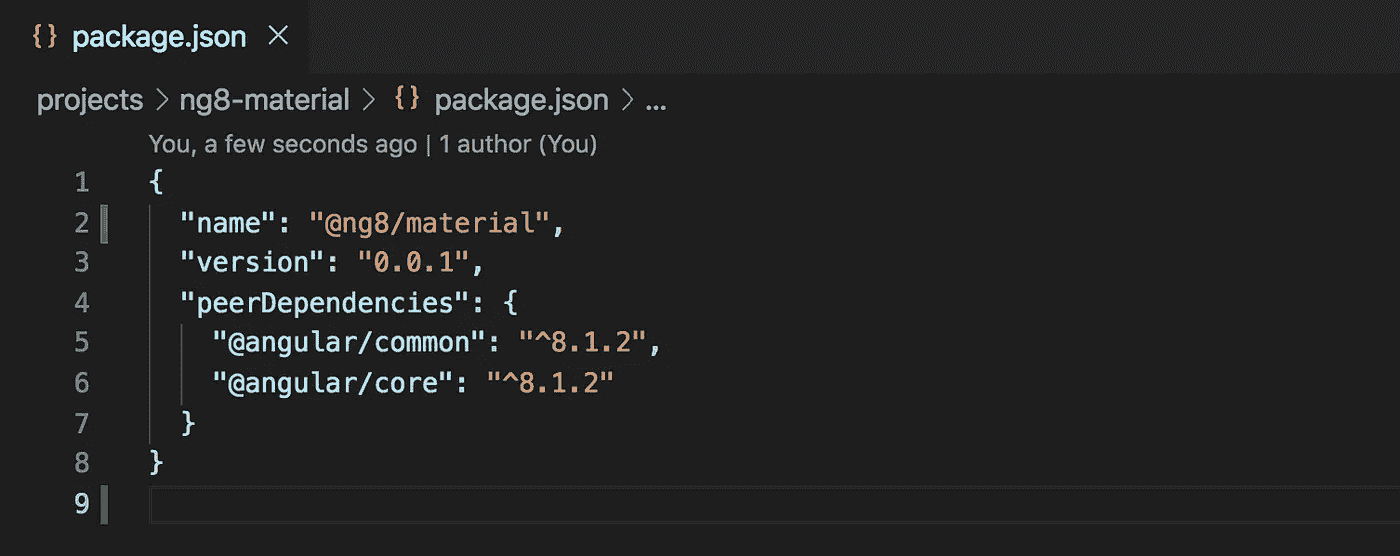 {} package.json ×
projects > ng8-material > {} package.json > ...
You, a few seconds ago | 1 author (You)
1 {
2 "name": "@ng8/material",
3 "version": "0.0.1",
4 "peerDependencies": {
5 "@angular/common": "^8.1.2",
6 "@angular/core": "^8.1.2"
7 }
8 }
9